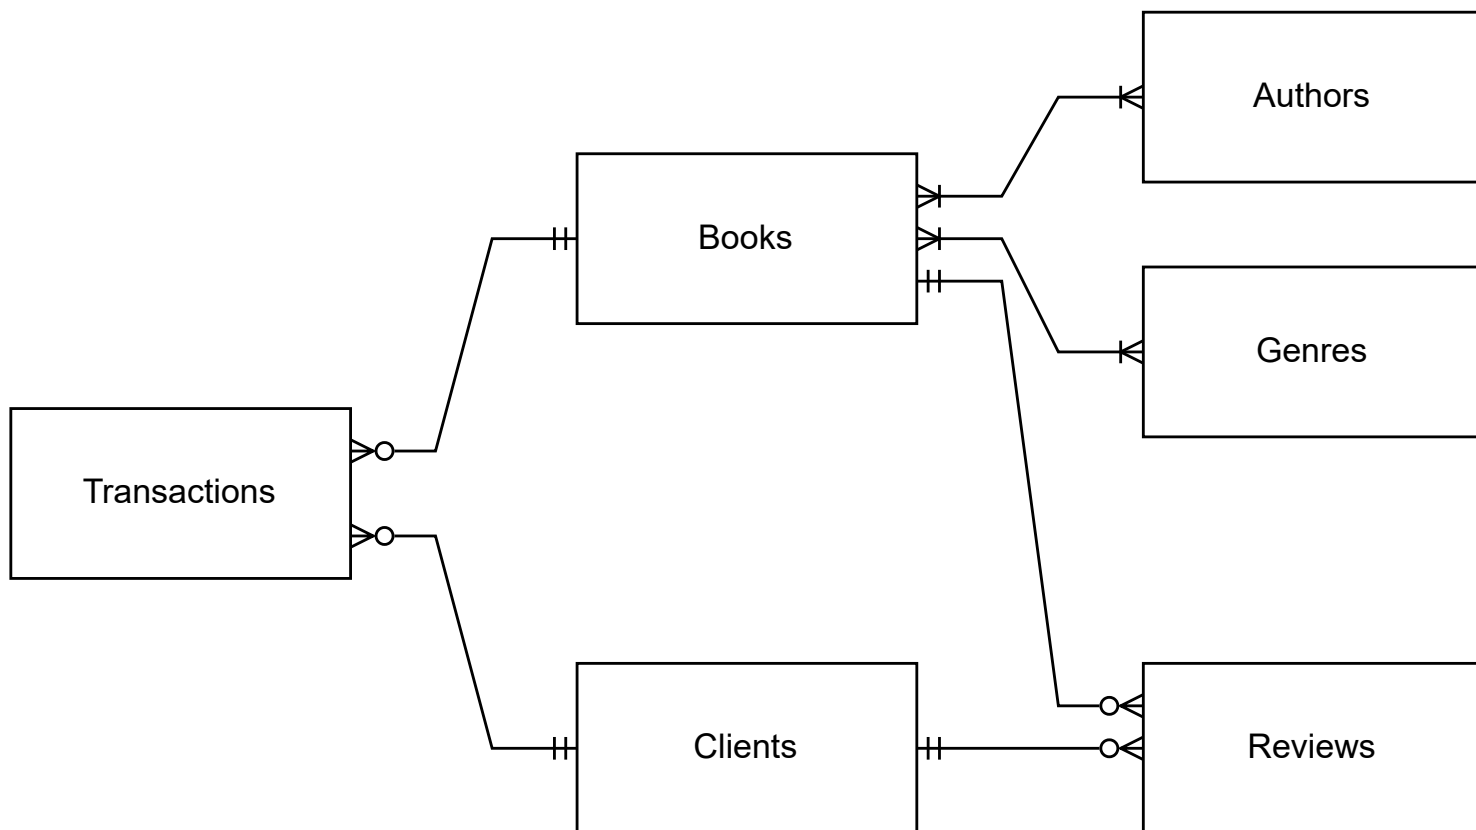 Authors
Books
Genres
Transactions
Clients
Reviews